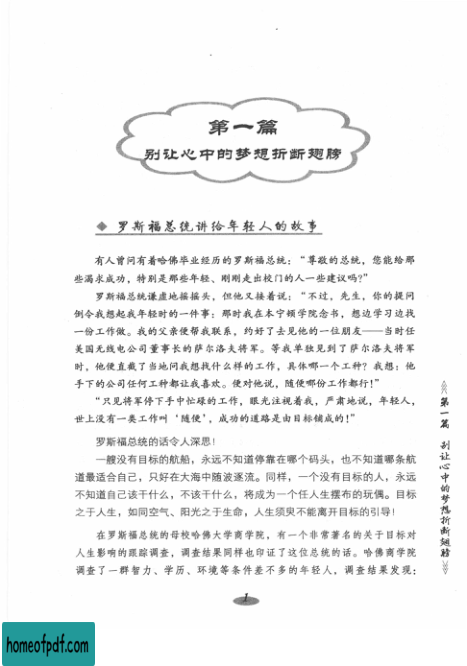 第一篇
别让心中的梦想折断翅膀
◆ 罗斯福总统讲给年轻人的故事
有人曾问有着哈佛毕业经历的罗斯福总统：“尊敬的总统，您能给那
些渴求成功，特别是那些年轻、刚刚走出校门的人一些建议吗？”
罗斯福总统谦虚地摇摇头，但他又接着说：“不过，先生，你的提问
倒令我想起我年轻时的一件事：那时我在本宁顿学院念书，想边学习边找
一份工作做。我的父亲便帮我联系，约好了去见他的一位朋友——当时任
美国无线电公司董事长的萨尔洛夫将军。等我单独见到了萨尔洛夫将军
时，他便直截了当地问我想找什么样的工作，具体哪一个工种？我想：他
手下的公司任何工种都让我喜欢。便对他说，随便哪份工作都行！”
“只见将军停下手中忙碌的工作，眼光注视着我，严肃地说，年轻人，
世上没有一类工作叫‘随便’，成功的道路是由目标铺成的！”
罗斯福总统的话令人深思！
一艘没有目标的航船，永远不知道停靠在哪个码头，也不知道哪条航
道最适合自己，只好在大海中随波逐流。同样，一个没有目标的人，永远
不知道自己该干什么，不该干什么，将成为一个任人生摆布的玩偶。目标
之于人生，如同空气、阳光之于生命，人生须臾不能离开目标的引导！
在罗斯福总统的母校哈佛大学商学院，有一个非常著名的关于目标对
人生影响的跟踪调查，调查结果同样也印证了这位总统的话。哈佛商学院
调查了一群智力、学历、环境等条件差不多的年轻人，调查结果发现：
第一篇 别让心中的梦想折断翅膀
1
homeofpdf.com